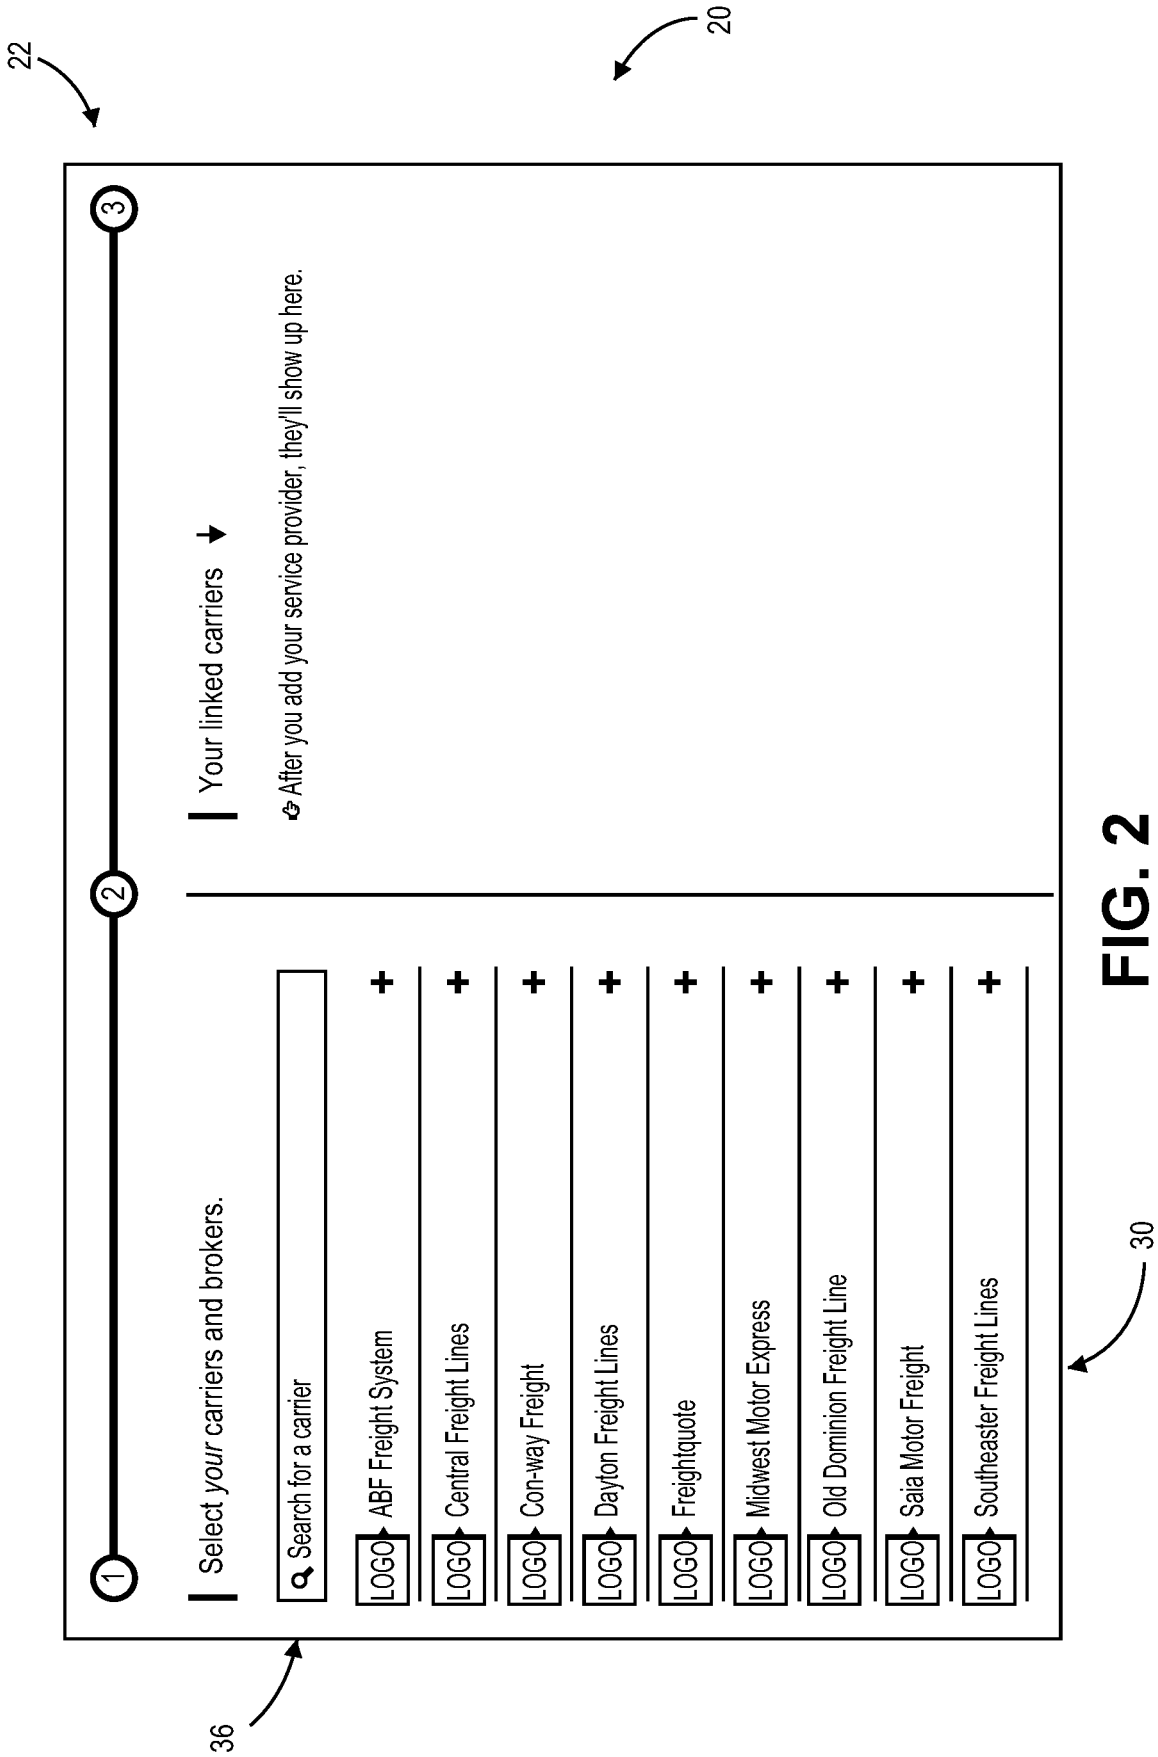 22
20
1
2
3
Select your carriers and brokers.
Your linked carriers
Search for a carrier
After you add your service provider, they'll show up here.
36
LOGO ABF Freight System +
LOGO Central Freight Lines +
LOGO Con-way Freight +
LOGO Dayton Freight Lines +
LOGO Freightquote +
LOGO Midwest Motor Express +
LOGO Old Dominion Freight Line +
LOGO Saia Motor Freight +
LOGO Southeaster Freight Lines +
30
FIG. 2